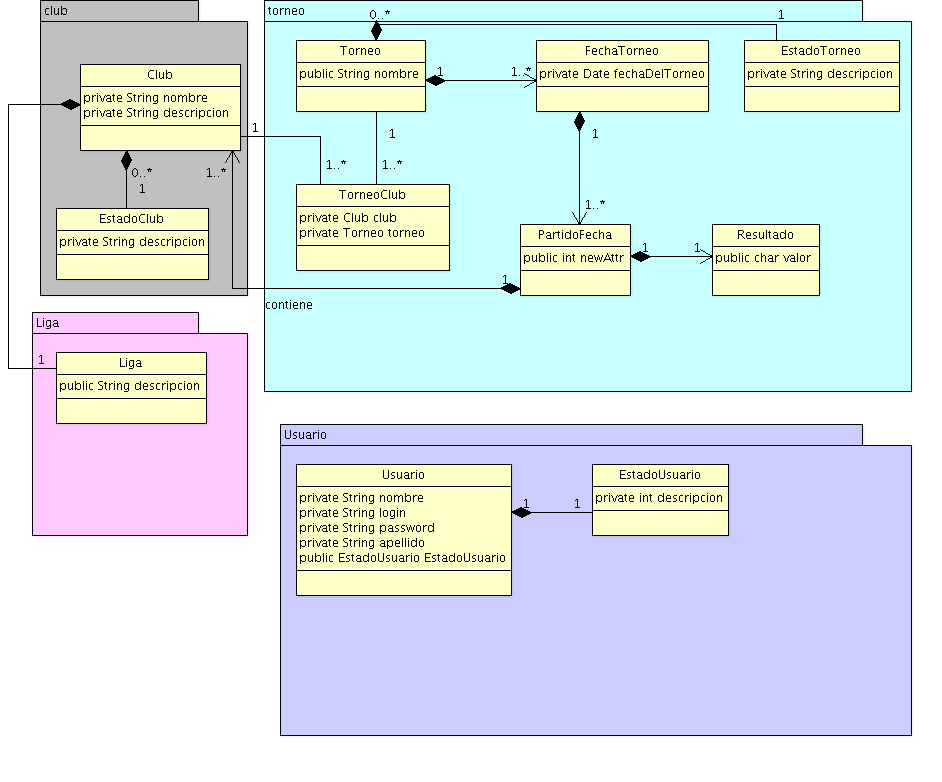 club
Club
private String nombre
private String descripcion
0..*
1
1..*
EstadoClub
private String descripcion
torneo
0..*
1
Torneo
public String nombre
1
1..*
FechaTorneo
private Date fechaDelTorneo
EstadoTorneo
private String descripcion
1
1..*
1
1..*
TorneoClub
private Club club
private Torneo torneo
1
1..*
PartidoFecha
public int newAttr
1
1
Resultado
public char valor
1
contiene
Liga
1
Liga
public String descripcion
Usuario
Usuario
private String nombre
private String login
private String password
private String apellido
public EstadoUsuario EstadoUsuario
1
1
EstadoUsuario
private int descripcion